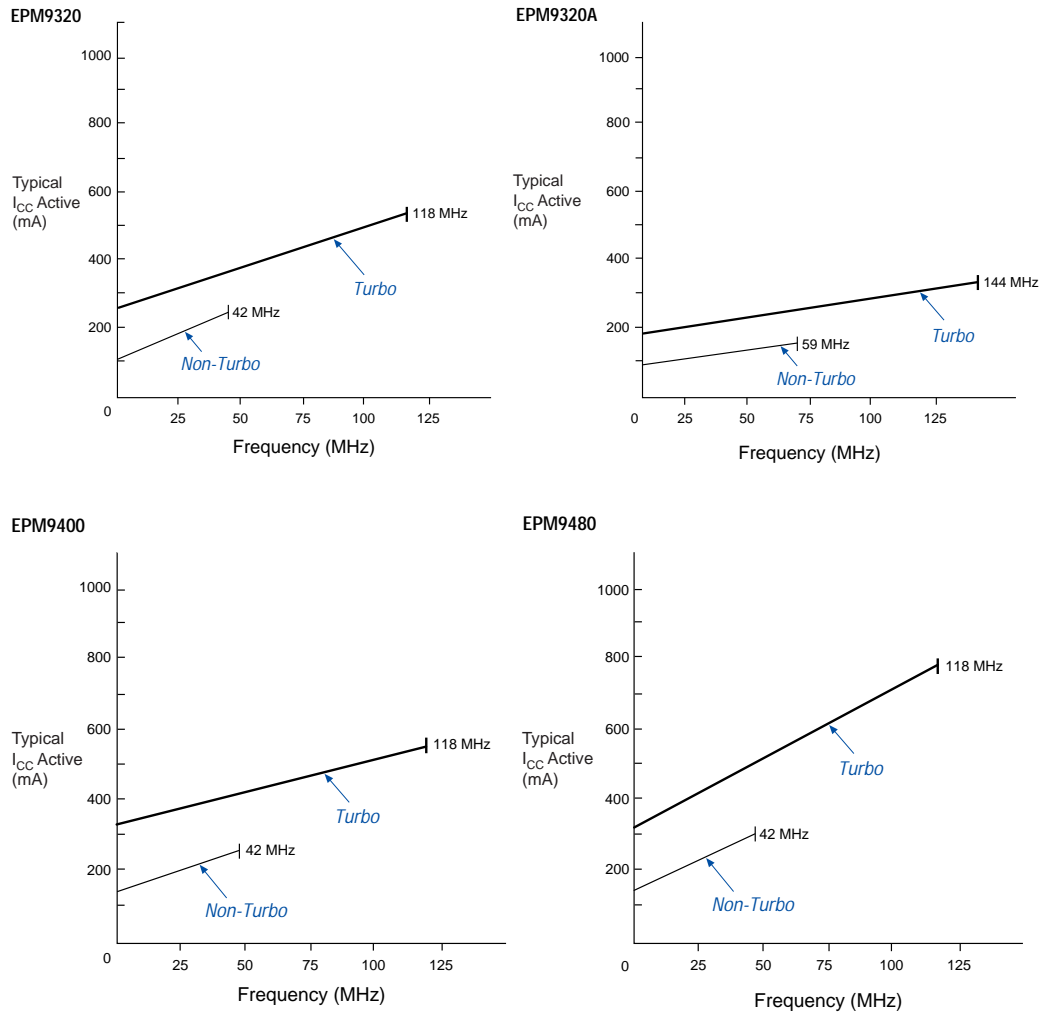 EPM9320
1000
800
600
400
200
0
Typical
I_CC Active
(mA)
118 MHz
Turbo
42 MHz
Non-Turbo
25 50 75 100 125
Frequency (MHz)
EPM9320A
1000
800
600
400
200
0
Typical
I_CC Active
(mA)
144 MHz
Turbo
59 MHz
Non-Turbo
25 50 75 100 125
Frequency (MHz)
EPM9400
1000
800
600
400
200
0
Typical
I_CC Active
(mA)
118 MHz
Turbo
42 MHz
Non-Turbo
25 50 75 100 125
Frequency (MHz)
EPM9480
1000
800
600
400
200
0
Typical
I_CC Active
(mA)
118 MHz
Turbo
42 MHz
Non-Turbo
25 50 75 100 125
Frequency (MHz)